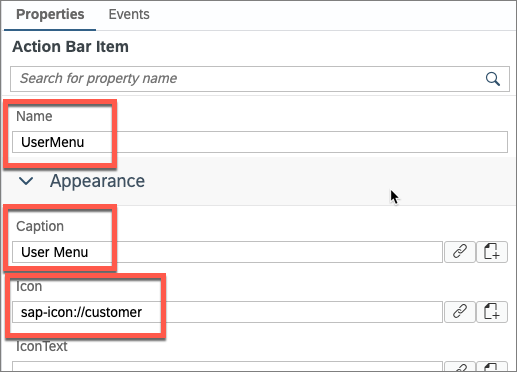 Properties Events
Action Bar Item
Search for property name
Name
UserMenu
Appearance
Caption
User Menu
Icon
sap-icon://customer
IconText